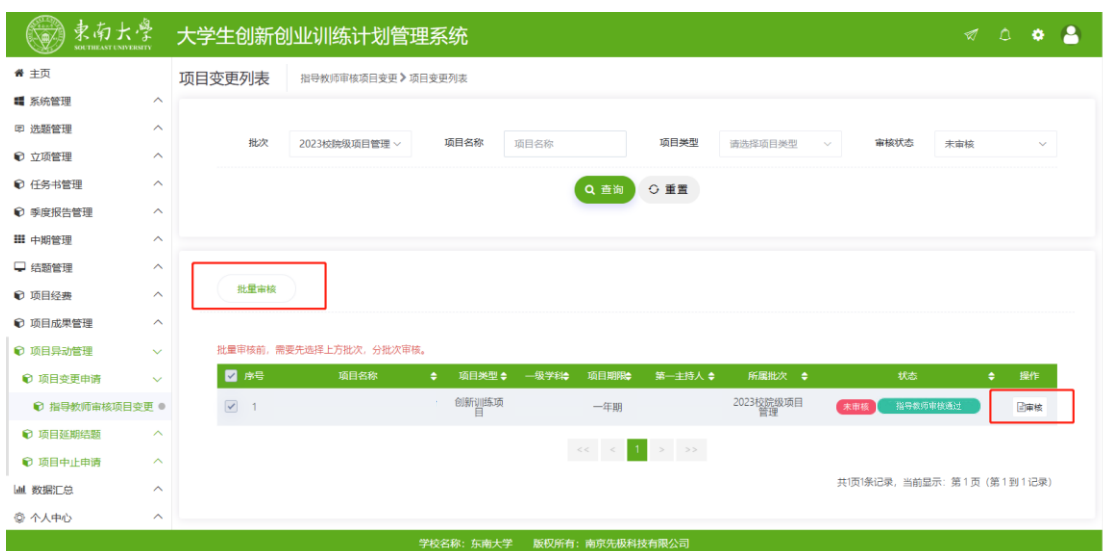 東南大學 大学生创新创业训练计划管理系统
SOUTHEAST UNIVERSITY
主页
系统管理
选题管理
立项管理
任务书管理
季度报告管理
中期管理
结题管理
项目经费
项目成果管理
项目异动管理
项目变更申请
指导教师审核项目变更
项目延期结题
项目中止申请
数据汇总
个人中心
项目变更列表 指导教师审核项目变更 > 项目变更列表
批次 2023校院级项目管理 项目名称 项目名称 项目类型 请选择项目类型 审核状态 未审核
查询 重置
批量审核
批量审核前，需要先选择上方批次，分批次审核。
序号 项目名称 项目类型 一级学科 项目期限 第一主持人 所属批次 状态 操作
1 创新训练项目 一年期 2023校院级项目管理 未审核 指导教师审核通过 审核
<< < 1 > >>
共1页1条记录，当前显示：第1页（第1到1记录）
学校名称：东南大学 版权所有：南京先极科技有限公司